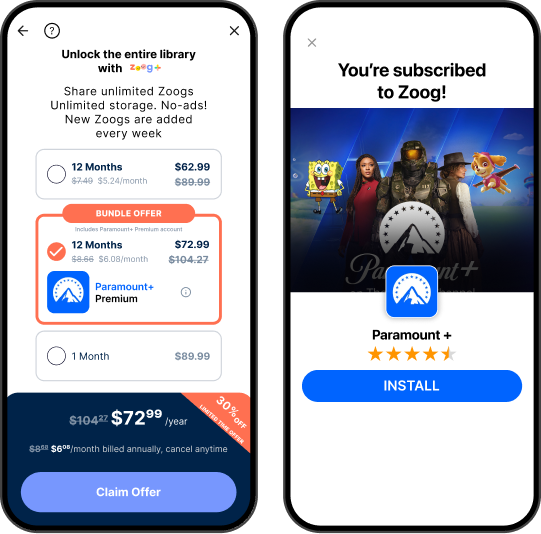 Unlock the entire library
with zoog+
Share unlimited Zoogs
Unlimited storage. No-ads!
New Zoogs are added
every week
12 Months $62.99
$7.49 $5.24/month $89.99
BUNDLE OFFER
Includes Paramount+ Premium account
12 Months $72.99
$8.66 $6.08/month $104.27
Paramount+
Premium
1 Month $89.99
30% OFF
LIMITED TIME OFFER
$104.27 $72.99 /year
$6.08/month billed annually, cancel anytime
Claim Offer
You're subscribed
to Zoog!
Paramount+
Paramount +
INSTALL